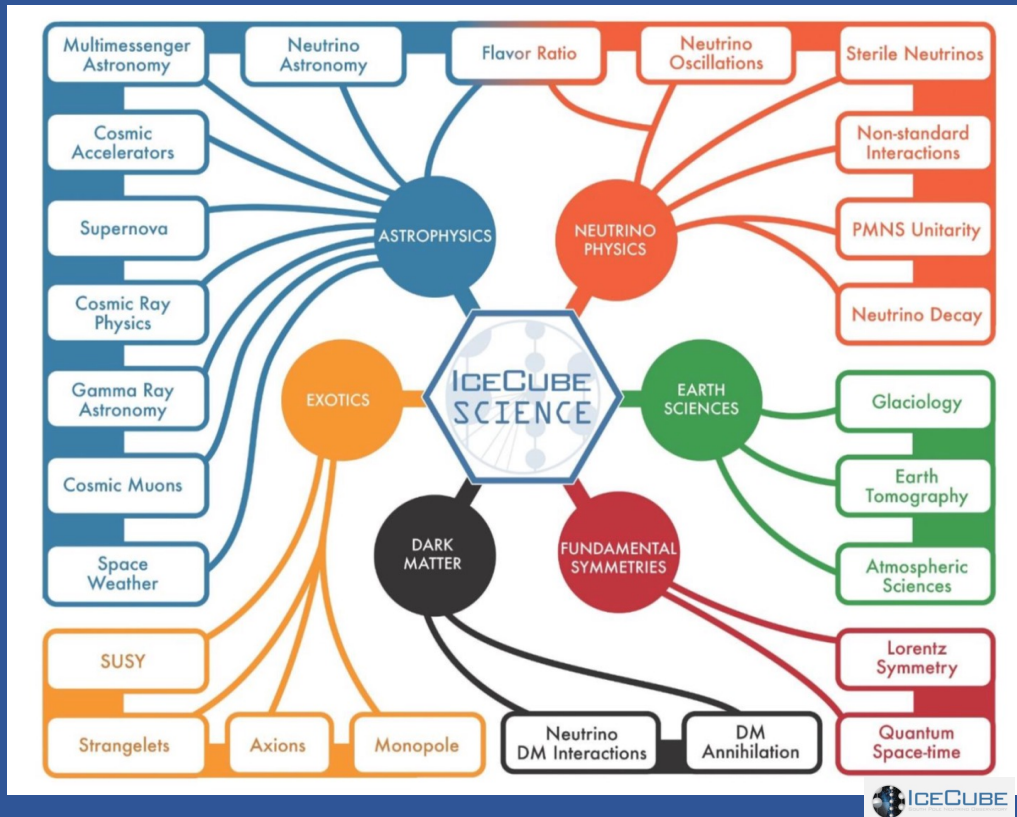 Multimessenger
Astronomy
Neutrino
Astronomy
Flavor Ratio
Neutrino
Oscillations
Sterile Neutrinos
Cosmic
Accelerators
Non-standard
Interactions
Supernova
ASTROPHYSICS
NEUTRINO
PHYSICS
PMNS Unitarity
Cosmic Ray
Physics
Neutrino Decay
Gamma Ray
Astronomy
EXOTICS
ICECUBE
SCIENCE
EARTH
SCIENCES
Glaciology
Cosmic Muons
Earth
Tomography
Space
Weather
DARK
MATTER
FUNDAMENTAL
SYMMETRIES
Atmospheric
Sciences
SUSY
Lorentz
Symmetry
Strangelets
Axions
Monopole
Neutrino
DM Interactions
DM
Annihilation
Quantum
Space-time
ICECUBE